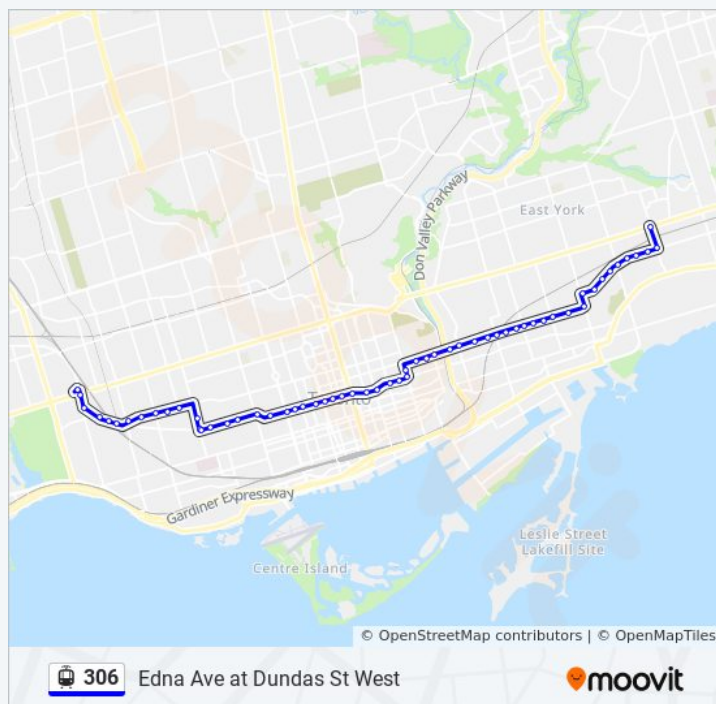 East York
Don Valley Parkway
T to
Gardiner Expressway
Leslie Street
Lakefill Site
Centre Island
© OpenStreetMap contributors | © OpenMapTiles
306 Edna Ave at Dundas St West
moovit